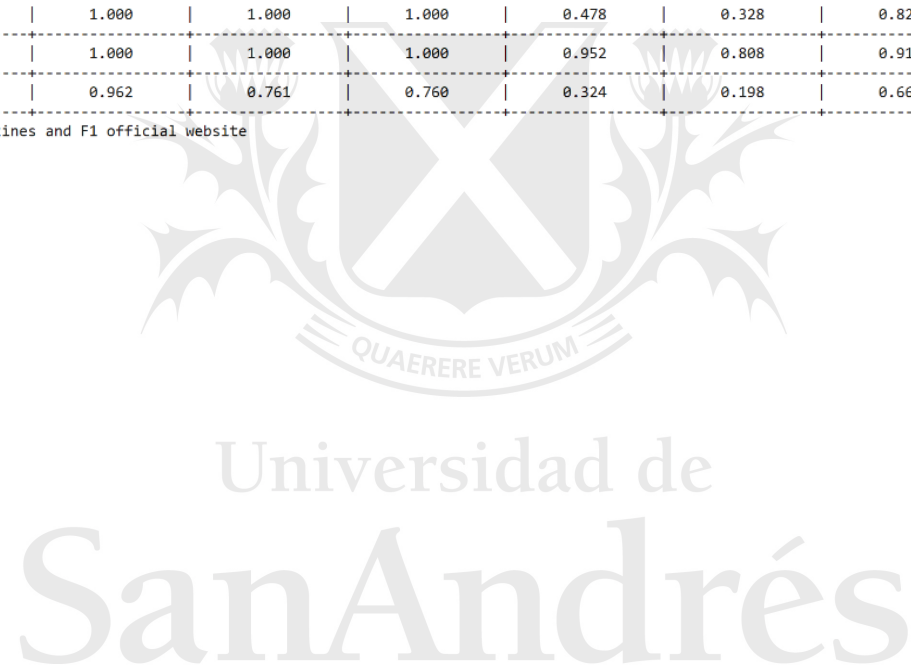 | 1.000 | 1.000 | 1.000 | 0.478 | 0.328 | 0.82
| 1.000 | 1.000 | 1.000 | 0.952 | 0.808 | 0.91
| 0.962 | 0.761 | 0.760 | 0.324 | 0.198 | 0.66
ines and F1 official website
QUAERERE VERUM
Universidad de
SanAndrés